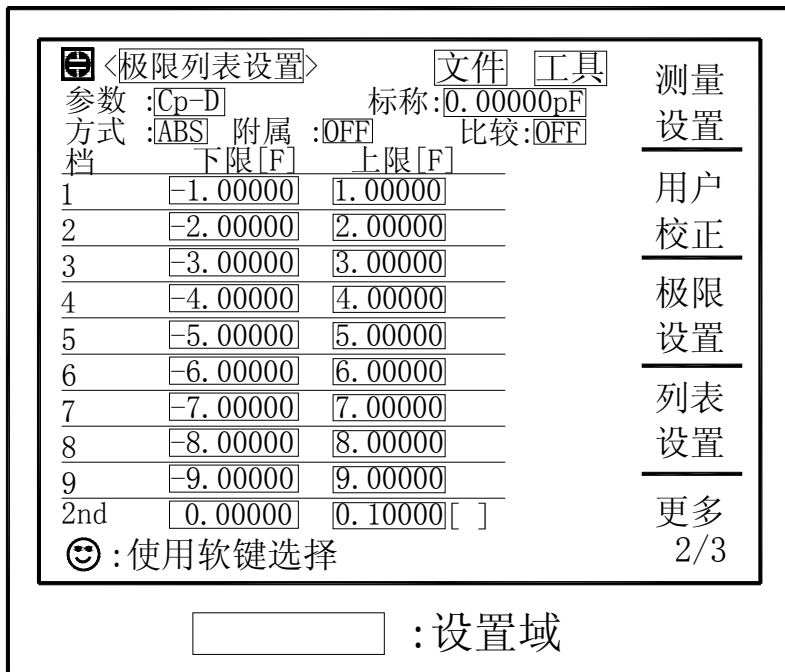 <极限列表设置> 文件 工具
参数 :Cp-D 标称:0.00000pF
方式 :ABS 附属 :OFF 比较:OFF
档 下限[F] 上限[F]
1 -1.00000 1.00000
2 -2.00000 2.00000
3 -3.00000 3.00000
4 -4.00000 4.00000
5 -5.00000 5.00000
6 -6.00000 6.00000
7 -7.00000 7.00000
8 -8.00000 8.00000
9 -9.00000 9.00000
2nd 0.00000 0.10000[ ]
:使用软键选择
测量
设置
用户
校正
极限
设置
列表
设置
更多
2/3
:设置域